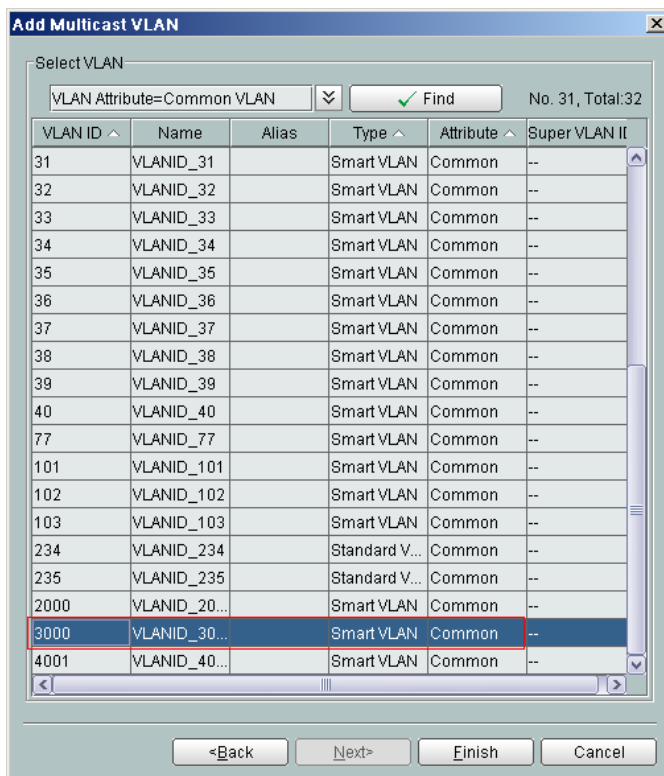 Add Multicast VLAN
Select VLAN
VLAN Attribute=Common VLAN Find No. 31, Total:32
VLAN ID Name Alias Type Attribute Super VLAN ID
31 VLANID_31 Smart VLAN Common --
32 VLANID_32 Smart VLAN Common --
33 VLANID_33 Smart VLAN Common --
34 VLANID_34 Smart VLAN Common --
35 VLANID_35 Smart VLAN Common --
36 VLANID_36 Smart VLAN Common --
37 VLANID_37 Smart VLAN Common --
38 VLANID_38 Smart VLAN Common --
39 VLANID_39 Smart VLAN Common --
40 VLANID_40 Smart VLAN Common --
77 VLANID_77 Smart VLAN Common --
101 VLANID_101 Smart VLAN Common --
102 VLANID_102 Smart VLAN Common --
103 VLANID_103 Smart VLAN Common --
234 VLANID_234 Standard V... Common --
235 VLANID_235 Standard V... Common --
2000 VLANID_20... Smart VLAN Common --
3000 VLANID_30... Smart VLAN Common --
4001 VLANID_40... Smart VLAN Common --
<Back Next> Finish Cancel